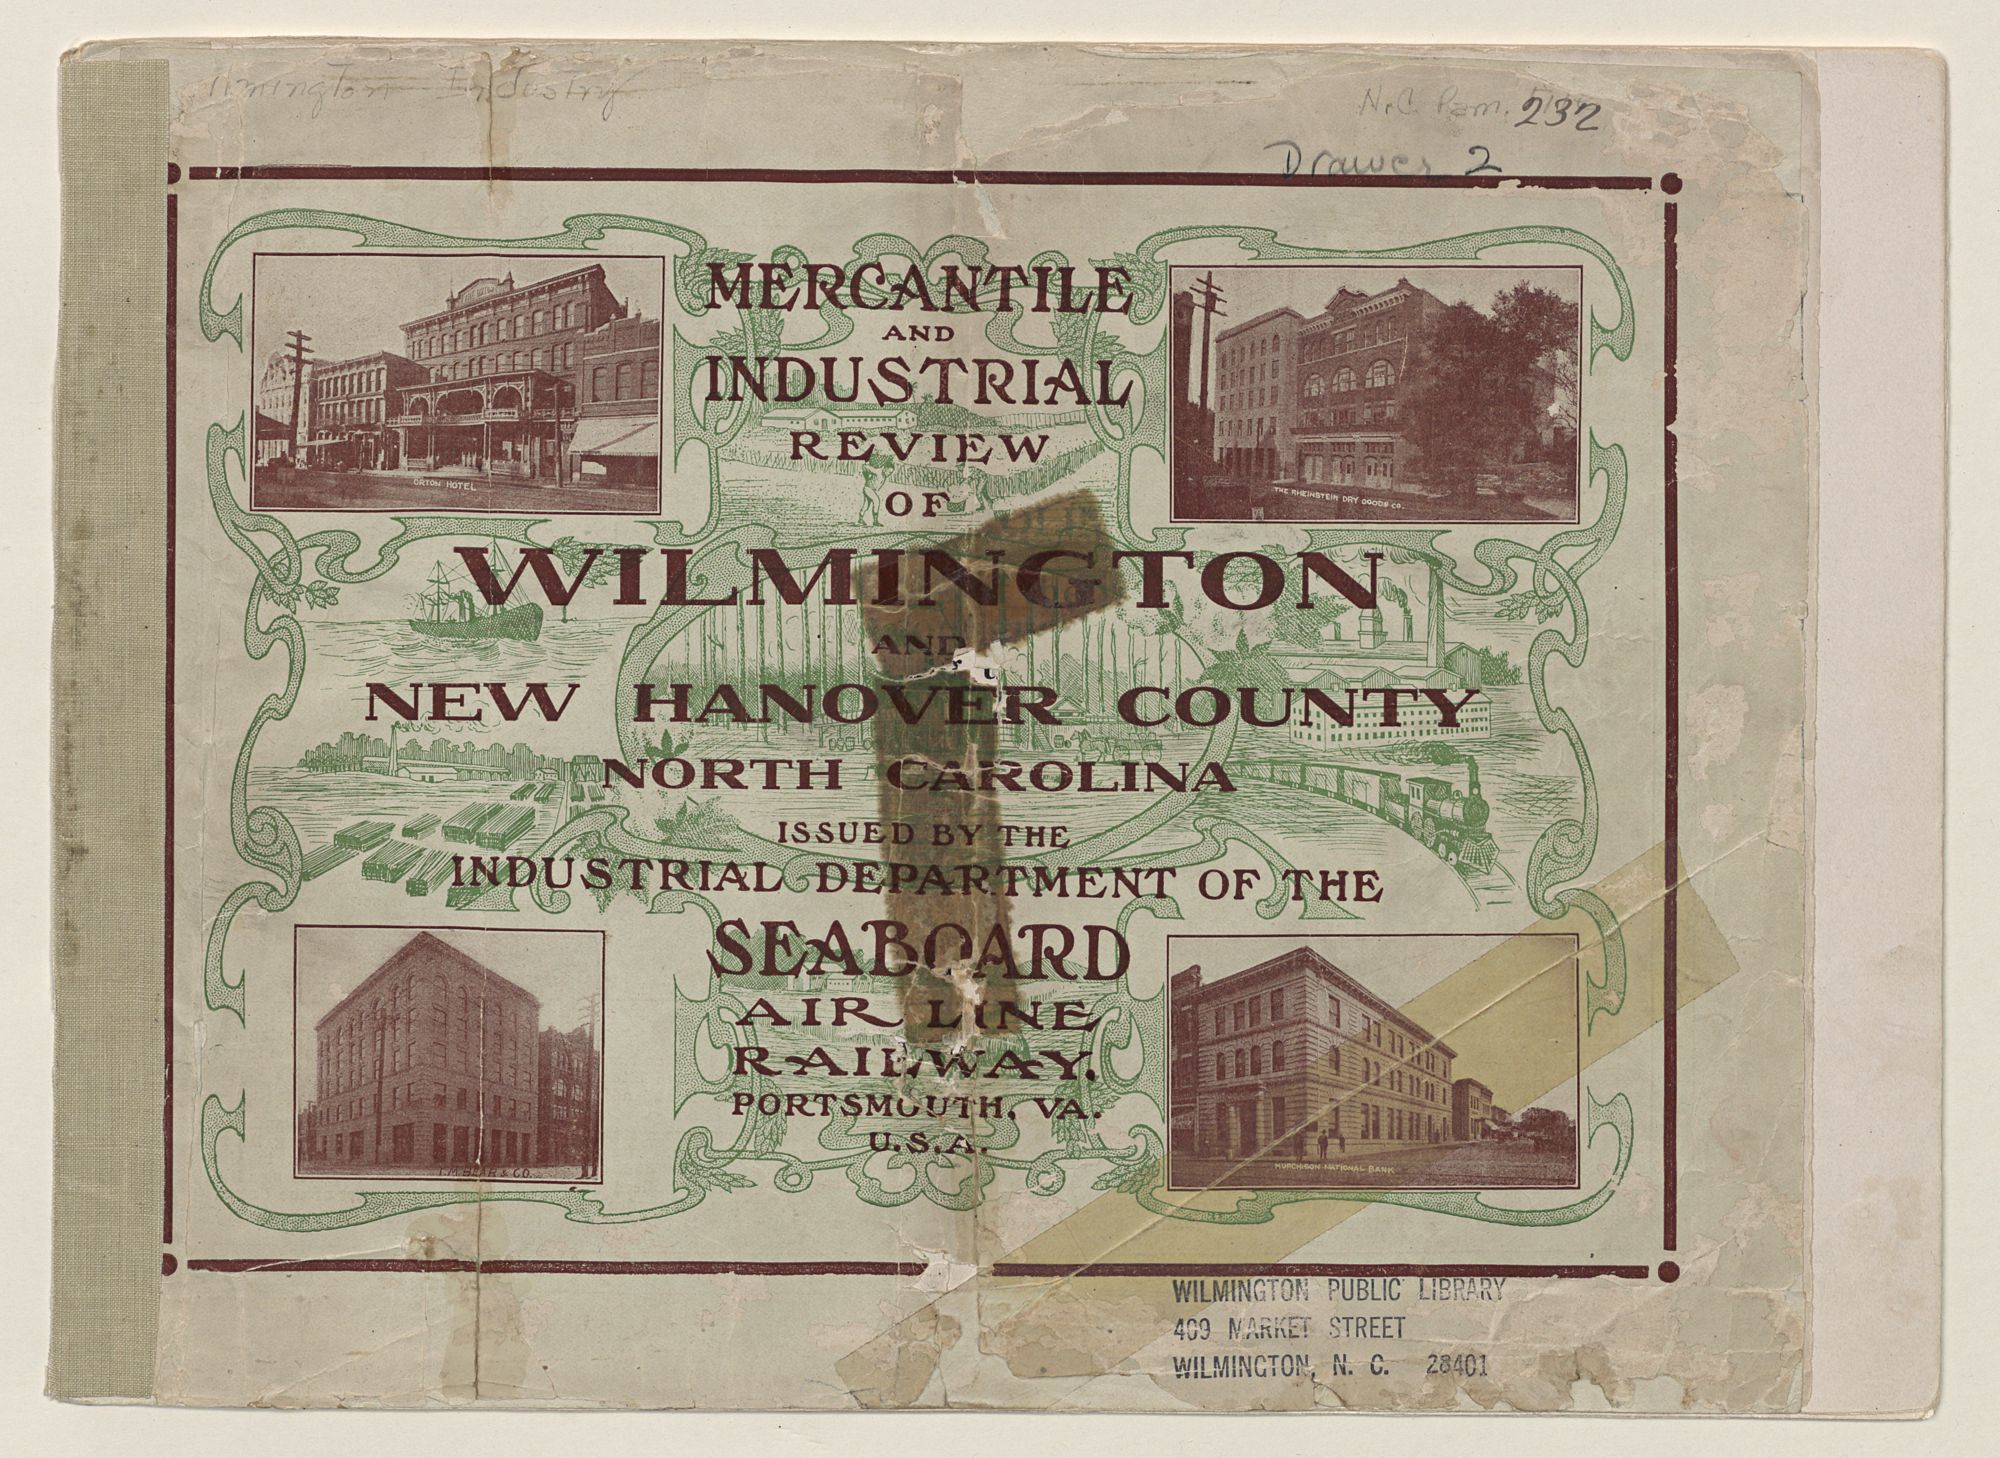 Wilmington Industry
N.C. Pam. 232
Drawer 2
MERCANTILE
AND
INDUSTRIAL
REVIEW
OF
WILMINGTON
AND
NEW HANOVER COUNTY
NORTH CAROLINA
ISSUED BY THE
INDUSTRIAL DEPARTMENT OF THE
SEABOARD
AIR LINE
RAILWAY.
PORTSMOUTH, VA.
U.S.A.
ORTON HOTEL
THE RHEINSTEIN DRY GOODS CO.
BEAR & CO.
MURCHISON NATIONAL BANK
WILMINGTON PUBLIC LIBRARY
409 MARKET STREET
WILMINGTON, N. C. 28401